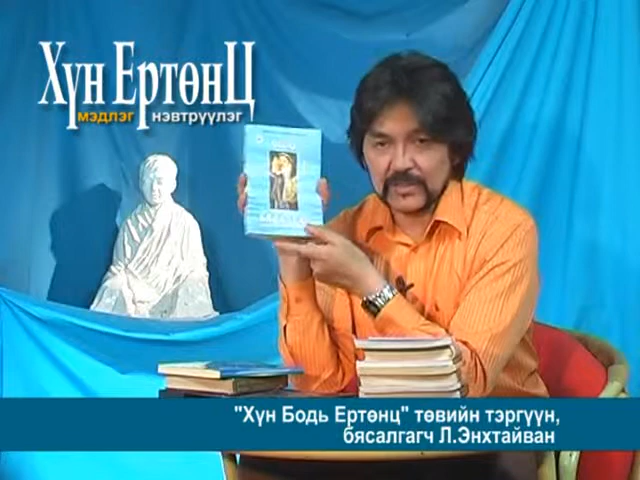 Хүн Ертөнц
мэдлэг нэвтрүүлэг
"Хүн Бодь Ертөнц" төвийн тэргүүн,
бясалгагч Л.Энхтайван